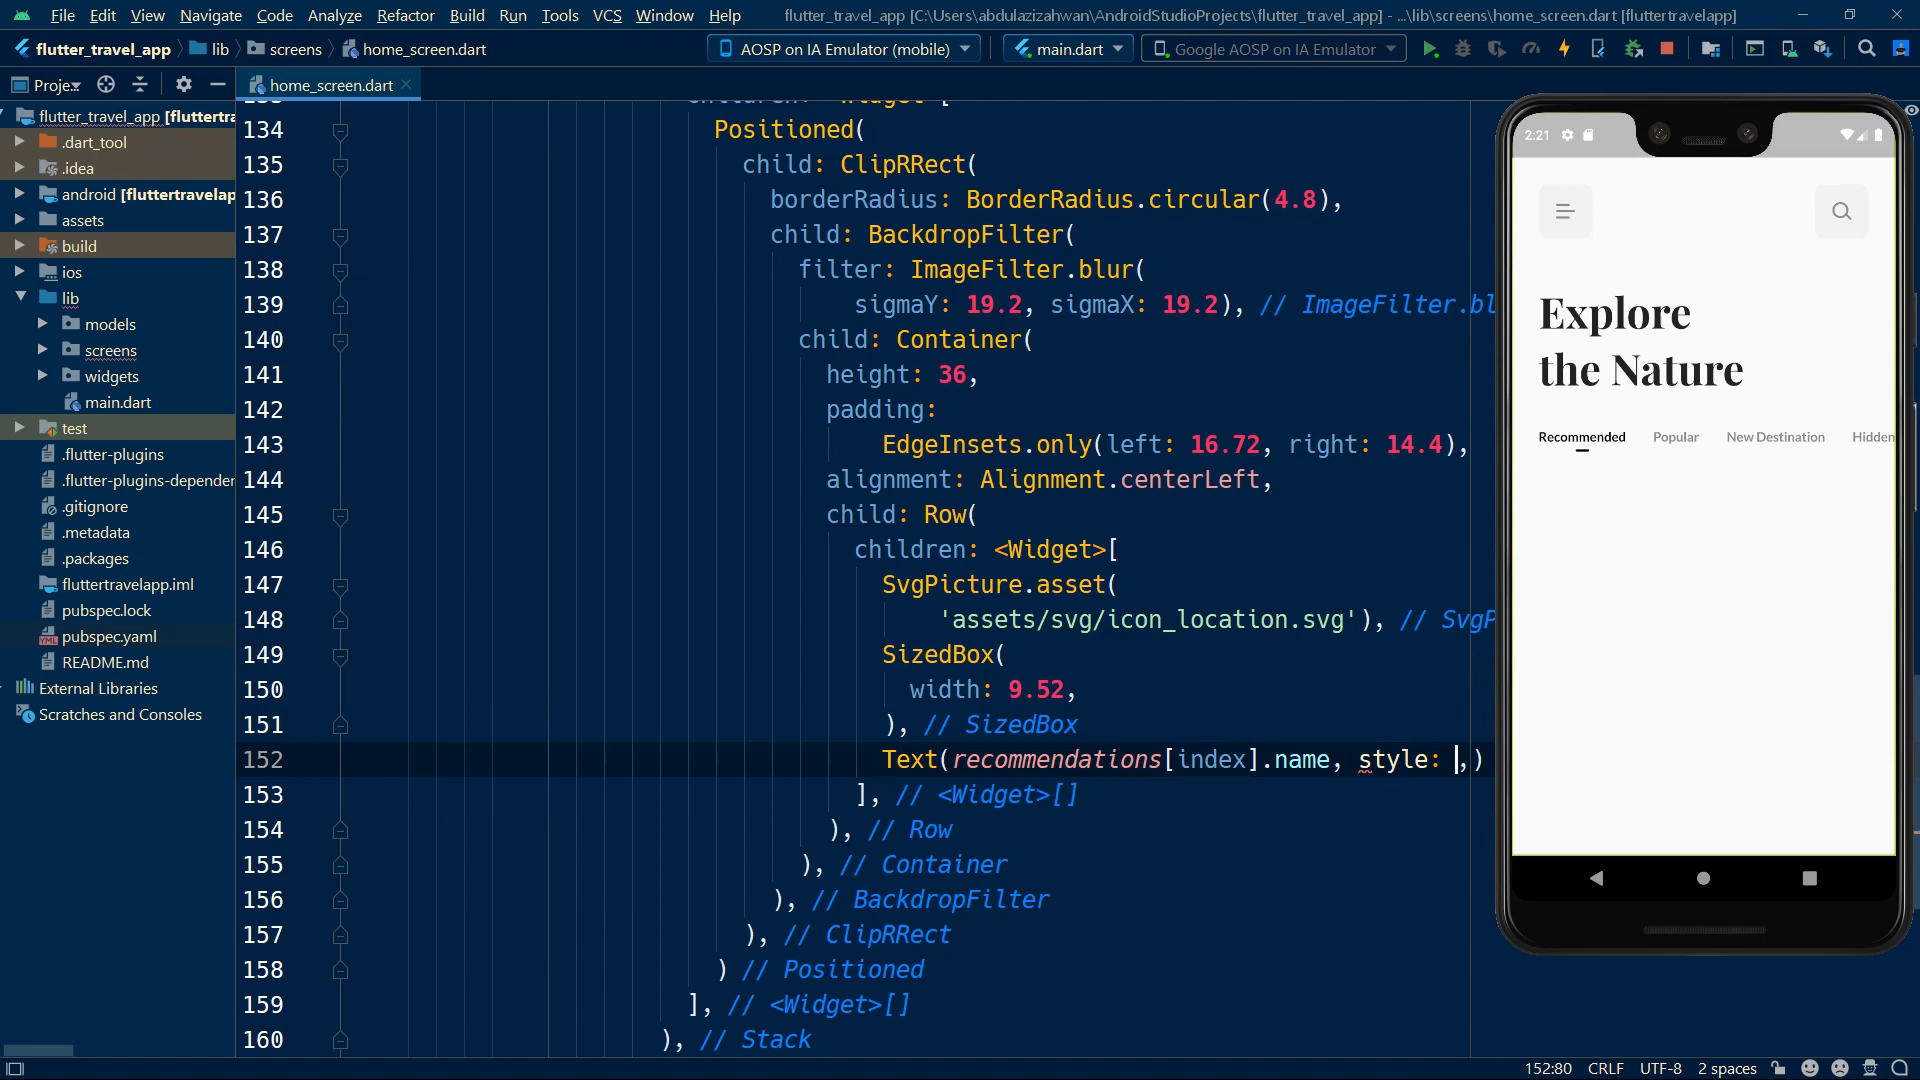 File Edit View Navigate Code Analyze Refactor Build Run Tools VCS Window Help flutter_travel_app [C:\Users\abdulazizahwan\AndroidStudioProjects\flutter_travel_app] - ...\lib\screens\home_screen.dart [fluttertravelapp]
flutter_travel_app lib screens home_screen.dart AOSP on IA Emulator (mobile) main.dart Google AOSP on IA Emulator
Proje... home_screen.dart
flutter_travel_app [fluttertra
.dart_tool
.idea
android [fluttertravelap
assets
build
ios
lib
models
screens
widgets
main.dart
test
.flutter-plugins
.flutter-plugins-depender
.gitignore
.metadata
.packages
fluttertravelapp.iml
pubspec.lock
pubspec.yaml
README.md
External Libraries
Scratches and Consoles
134 Positioned(
135 child: ClipRRect(
136 borderRadius: BorderRadius.circular(4.8),
137 child: BackdropFilter(
138 filter: ImageFilter.blur(
139 sigmaY: 19.2, sigmaX: 19.2), // ImageFilter.bl
140 child: Container(
141 height: 36,
142 padding:
143 EdgeInsets.only(left: 16.72, right: 14.4),
144 alignment: Alignment.centerLeft,
145 child: Row(
146 children: <Widget>[
147 SvgPicture.asset(
148 'assets/svg/icon_location.svg'), // SvgP
149 SizedBox(
150 width: 9.52,
151 ), // SizedBox
152 Text(recommendations[index].name, style: ,)
153 ], // <Widget>[]
154 ), // Row
155 ), // Container
156 ), // BackdropFilter
157 ), // ClipRRect
158 ) // Positioned
159 ], // <Widget>[]
160 ), // Stack
2:21
Explore
the Nature
Recommended Popular New Destination Hidden
152:80 CRLF UTF-8 2 spaces